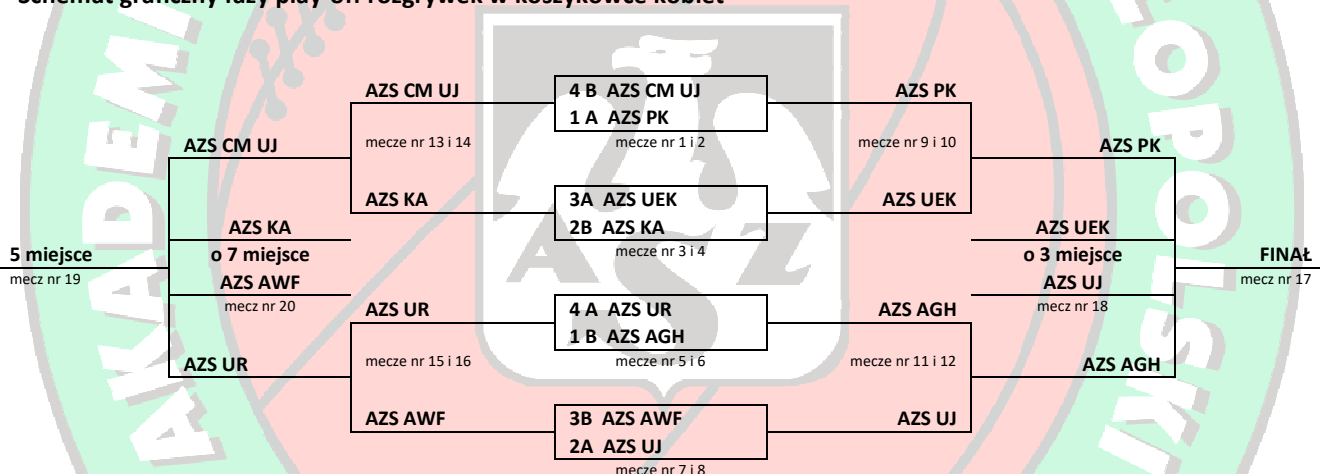 Schemat graficzny fazy play-off rozgrywek w koszykówce kobiet
AZS CM UJ
4 B AZS CM UJ
AZS PK
1 A AZS PK
mecze nr 13 i 14
mecze nr 1 i 2
mecze nr 9 i 10
AZS CM UJ
AZS PK
AZS KA
3A AZS UEK
AZS UEK
2B AZS KA
AZS KA
AZS UEK
mecze nr 3 i 4
5 miejsce
o 7 miejsce
o 3 miejsce
FINAŁ
mecz nr 19
mecz nr 17
AZS AWF
AZS UJ
mecz nr 20
mecz nr 18
AZS UR
4 A AZS UR
AZS AGH
1 B AZS AGH
mecze nr 15 i 16
mecze nr 5 i 6
mecze nr 11 i 12
AZS UR
AZS AGH
AZS AWF
3B AZS AWF
AZS UJ
2A AZS UJ
mecze nr 7 i 8
AKADEMI
ŁOPOLSKI
AZS